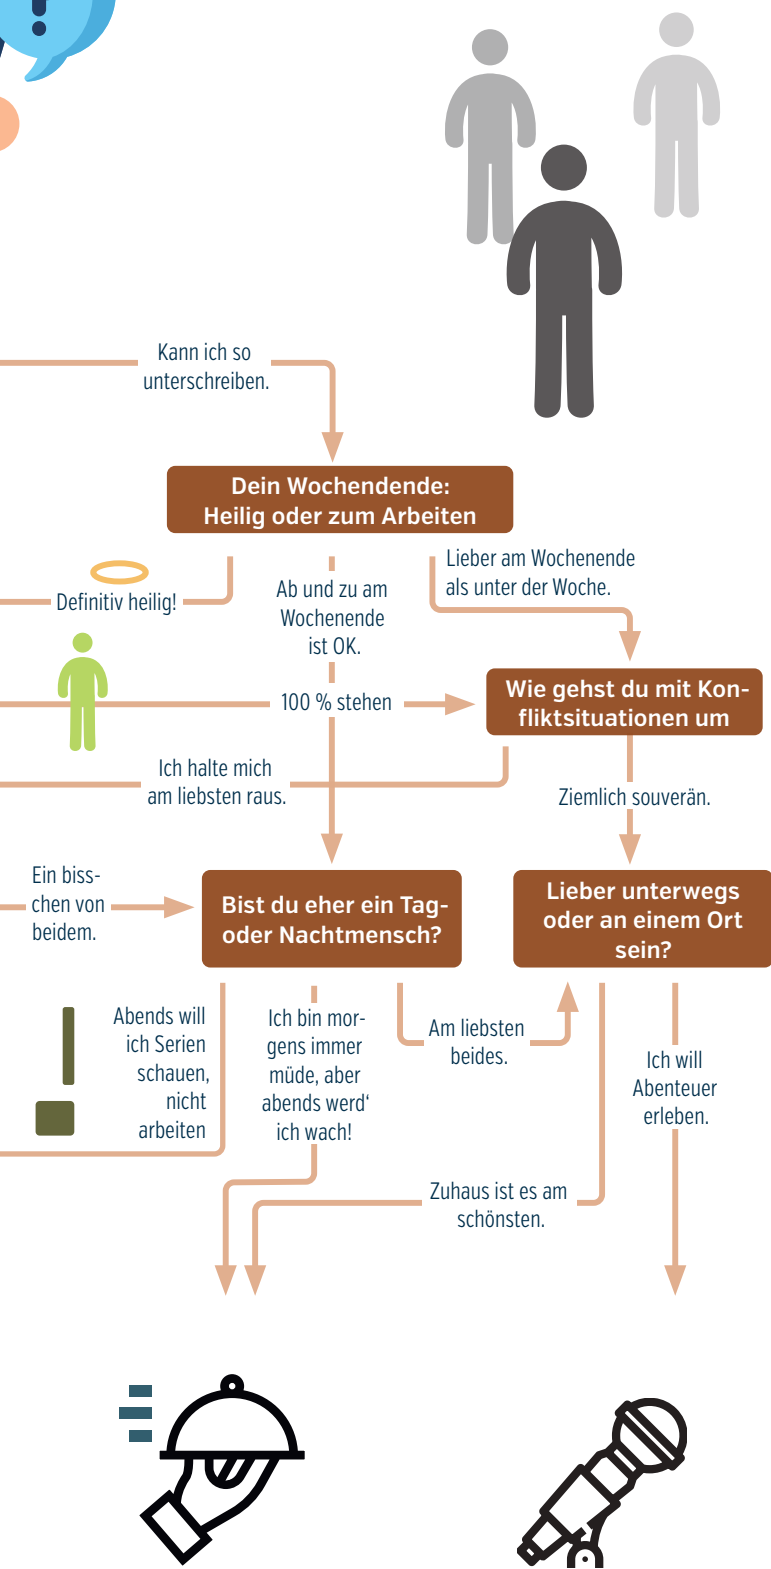 Kann ich so
unterschreiben.
Dein Wochendende:
Heilig oder zum Arbeiten
Lieber am Wochenende
als unter der Woche.
Definitiv heilig!
Ab und zu am
Wochenende
ist OK.
Wie gehst du mit Kon-
fliktsituationen um
100 % stehen
Ich halte mich
am liebsten raus.
Ziemlich souverän.
Ein biss-
chen von
beidem.
Bist du eher ein Tag-
oder Nachtmensch?
Lieber unterwegs
oder an einem Ort
sein?
Abends will
ich Serien
schauen,
nicht
arbeiten
Ich bin mor-
gens immer
müde, aber
abends werd‘
ich wach!
Am liebsten
beides.
Ich will
Abenteuer
erleben.
Zuhaus ist es am
schönsten.